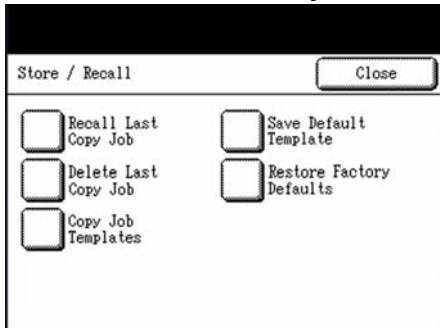 Store / Recall
Close
Recall Last
Copy Job
Save Default
Template
Delete Last
Copy Job
Restore Factory
Defaults
Copy Job
Templates